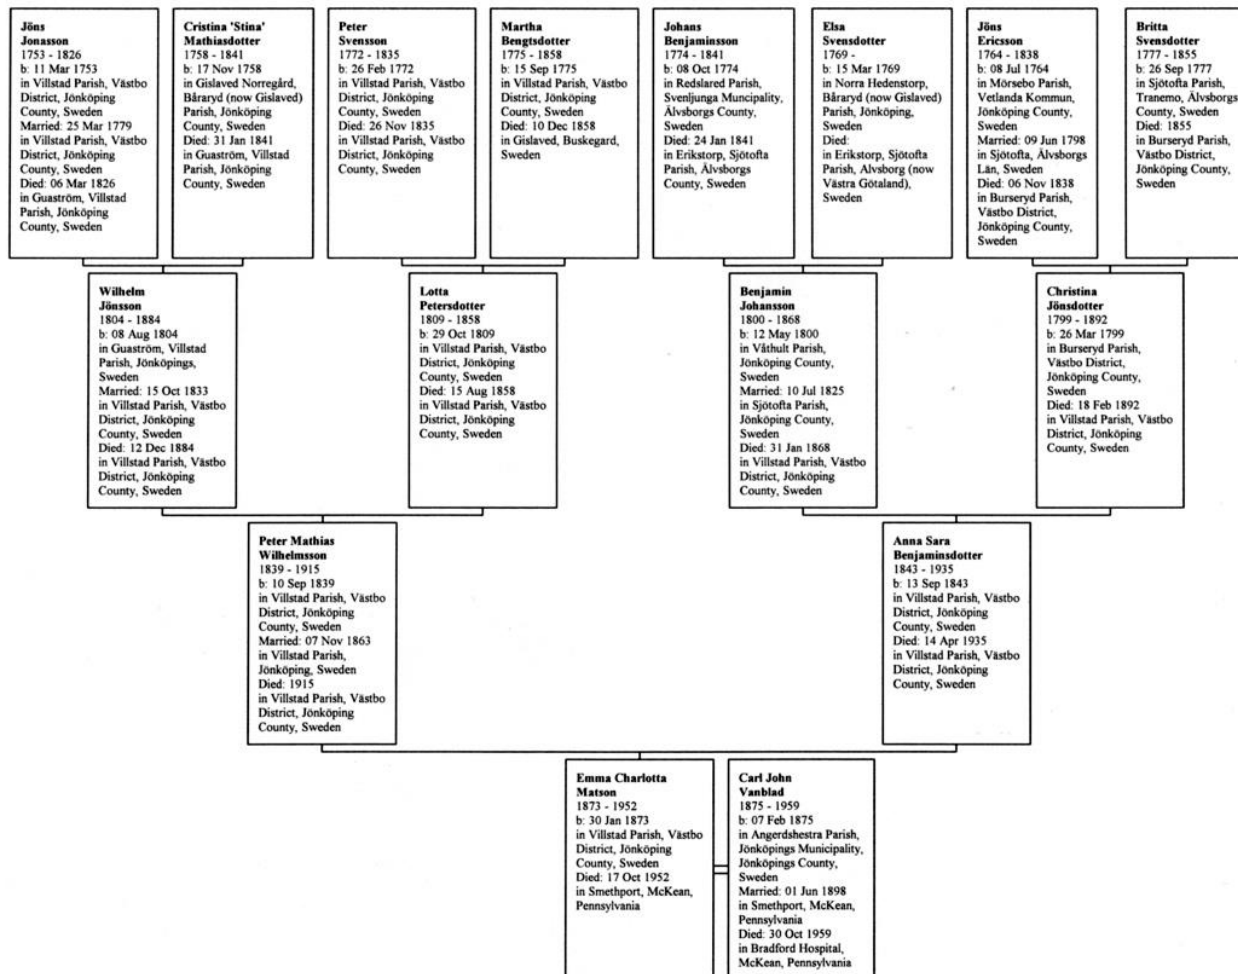 Jöns
Jonasson
1753 - 1826
b: 11 Mar 1753
in Villstad Parish, Västbo
District, Jönköping
County, Sweden
Married: 25 Mar 1779
in Villstad Parish, Västbo
District, Jönköping
County, Sweden
Died: 06 Mar 1826
in Guaström, Villstad
Parish, Jönköping
County, Sweden
Cristina 'Stina'
Mathiasdotter
1758 - 1841
b: 17 Nov 1758
in Gislaved Norregård,
Båraryd (now Gislaved)
Parish, Jönköping
County, Sweden
Died: 31 Jan 1841
in Guaström, Villstad
Parish, Jönköping
County, Sweden
Peter
Svensson
1772 - 1835
b: 26 Feb 1772
in Villstad Parish, Västbo
District, Jönköping
County, Sweden
Died: 26 Nov 1835
in Villstad Parish, Västbo
District, Jönköping
County, Sweden
Martha
Bengtsdotter
1775 - 1858
b: 15 Sep 1775
in Villstad Parish, Västbo
District, Jönköping
County, Sweden
Died: 10 Dec 1858
in Gislaved, Buskegard,
Sweden
Johans
Benjaminsson
1774 - 1841
b: 08 Oct 1774
in Redslared Parish,
Svenljunga Muncipality,
Älvsborgs County,
Sweden
Died: 24 Jan 1841
in Erikstorp, Sjötofta
Parish, Älvsborgs
County, Sweden
Elsa
Svensdotter
1769 -
b: 15 Mar 1769
in Norra Hedenstorp,
Båraryd (now Gislaved)
Parish, Jönköping,
Sweden
Died:
in Erikstorp, Sjötofta
Parish, Alvsborg (now
Västra Götaland),
Sweden
Jöns
Ericsson
1764 - 1838
b: 08 Jul 1764
in Mörsebo Parish,
Vetlanda Kommun,
Jönköping County,
Sweden
Married: 09 Jun 1798
in Sjötofta, Älvsborgs
Län, Sweden
Died: 06 Nov 1838
in Burseryd Parish,
Västbo District,
Jönköping County,
Sweden
Britta
Svensdotter
1777 - 1855
b: 26 Sep 1777
in Sjötofta Parish,
Tranemo, Älvsborgs
County, Sweden
Died: 1855
in Burseryd Parish,
Västbo District,
Jönköping County,
Sweden
Wilhelm
Jönsson
1804 - 1884
b: 08 Aug 1804
in Guaström, Villstad
Parish, Jönköpings,
Sweden
Married: 15 Oct 1833
in Villstad Parish, Västbo
District, Jönköping
County, Sweden
Died: 12 Dec 1884
in Villstad Parish, Västbo
District, Jönköping
County, Sweden
Lotta
Petersdotter
1809 - 1858
b: 29 Oct 1809
in Villstad Parish, Västbo
District, Jönköping
County, Sweden
Died: 15 Aug 1858
in Villstad Parish, Västbo
District, Jönköping
County, Sweden
Benjamin
Johansson
1800 - 1868
b: 12 May 1800
in Våthult Parish,
Jönköping County,
Sweden
Married: 10 Jul 1825
in Sjötofta Parish,
Jönköping County,
Sweden
Died: 31 Jan 1868
in Villstad Parish, Västbo
District, Jönköping
County, Sweden
Christina
Jönsdotter
1799 - 1892
b: 26 Mar 1799
in Burseryd Parish,
Västbo District,
Jönköping County,
Sweden
Died: 18 Feb 1892
in Villstad Parish, Västbo
District, Jönköping
County, Sweden
Peter Mathias
Wilhelmsson
1839 - 1915
b: 10 Sep 1839
in Villstad Parish, Västbo
District, Jönköping
County, Sweden
Married: 07 Nov 1863
in Villstad Parish,
Jönköping, Sweden
Died: 1915
in Villstad Parish, Västbo
District, Jönköping
County, Sweden
Anna Sara
Benjaminsdotter
1843 - 1935
b: 13 Sep 1843
in Villstad Parish, Västbo
District, Jönköping
County, Sweden
Died: 14 Apr 1935
in Villstad Parish, Västbo
District, Jönköping
County, Sweden
Emma Charlotta
Matson
1873 - 1952
b: 30 Jan 1873
in Villstad Parish, Västbo
District, Jönköping
County, Sweden
Died: 17 Oct 1952
in Smethport, McKean,
Pennsylvania
Carl John
Vanblad
1875 - 1959
b: 07 Feb 1875
in Angerdshestra Parish,
Jönköpings Municipality,
Jönköpings County,
Sweden
Married: 01 Jun 1898
in Smethport, McKean,
Pennsylvania
Died: 30 Oct 1959
in Bradford Hospital,
McKean, Pennsylvania